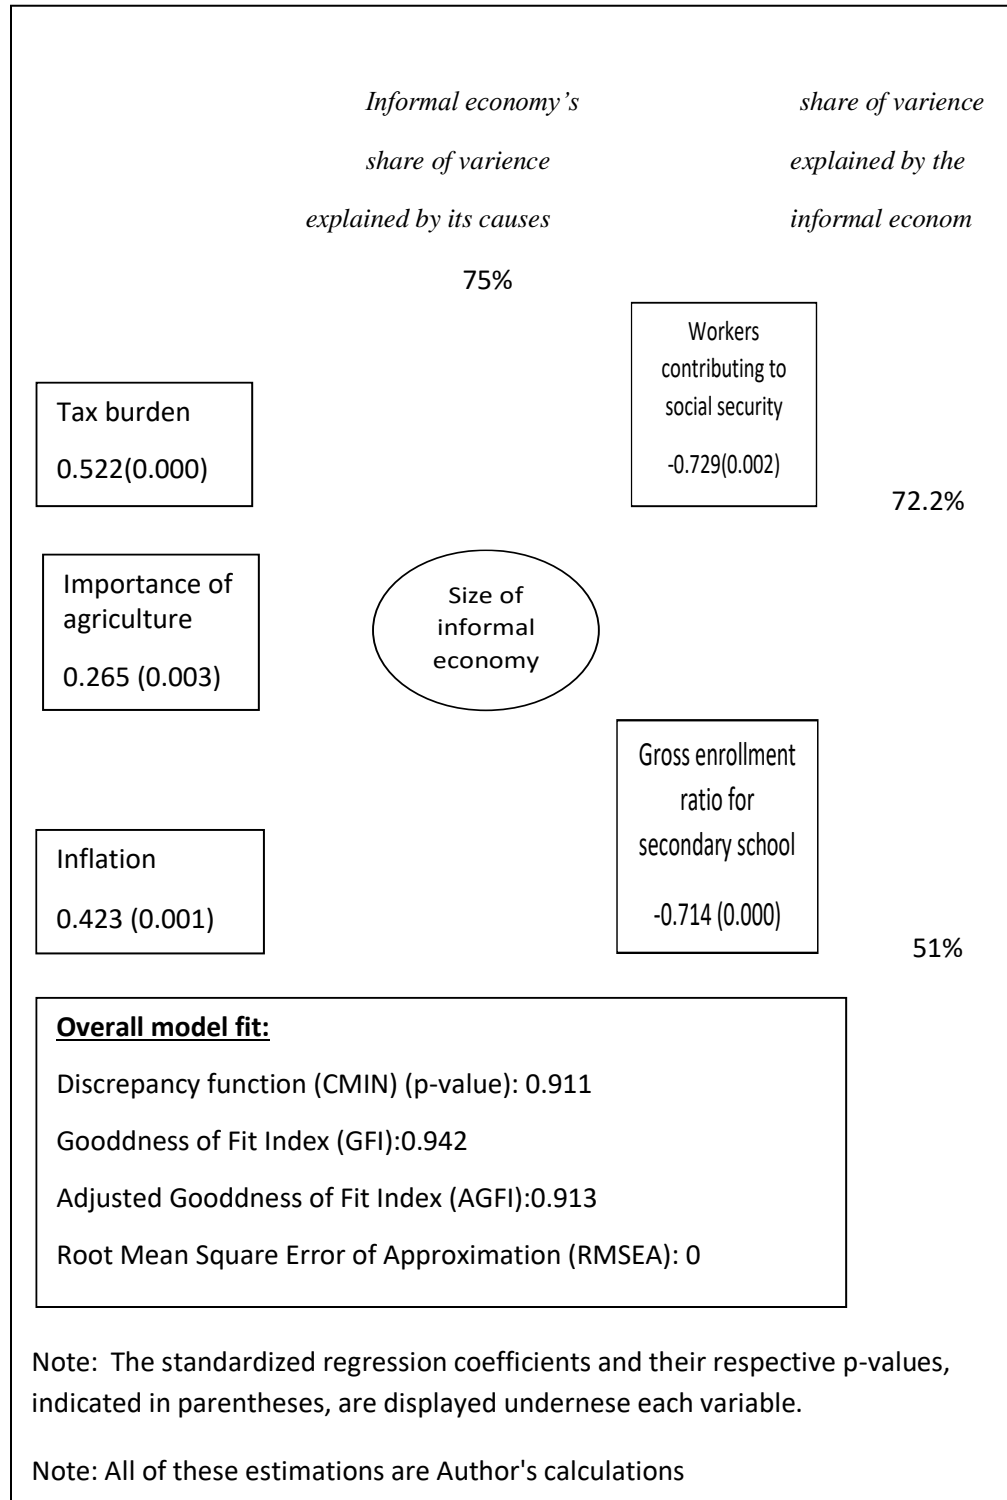 Informal economy's
share of varience
explained by its causes
75%
share of varience
explained by the
informal econom
Tax burden
0.522(0.000)
Importance of
agriculture
0.265 (0.003)
Inflation
0.423 (0.001)
Size of
informal
economy
Workers
contributing to
social security
-0.729(0.002)
72.2%
Gross enrollment
ratio for
secondary school
-0.714 (0.000)
51%
Overall model fit:
Discrepancy function (CMIN) (p-value): 0.911
Gooddness of Fit Index (GFI):0.942
Adjusted Gooddness of Fit Index (AGFI):0.913
Root Mean Square Error of Approximation (RMSEA): 0
Note:  The standardized regression coefficients and their respective p-values,
indicated in parentheses, are displayed undernese each variable.
Note: All of these estimations are Author's calculations